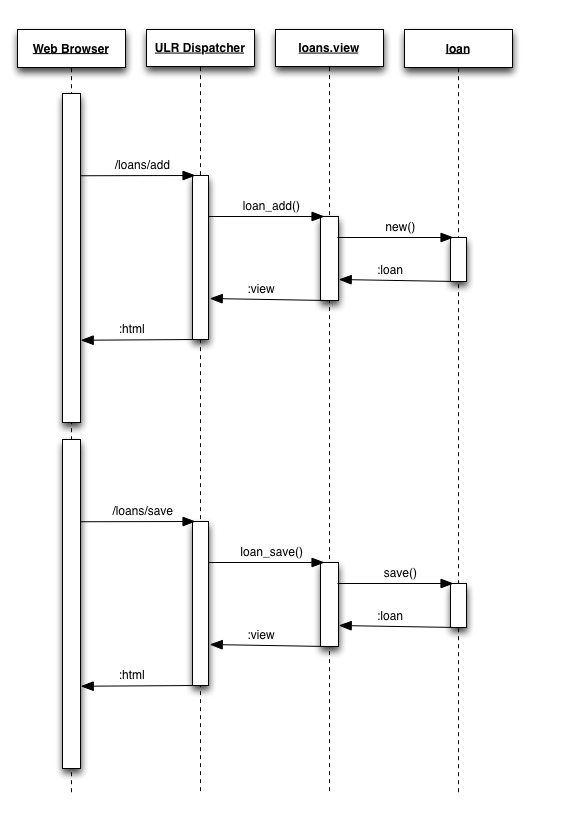 Web Browser
ULR Dispatcher
loans.view
loan
/loans/add
loan_add()
new()
:loan
:view
:html
/loans/save
loan_save()
save()
:loan
:view
:html